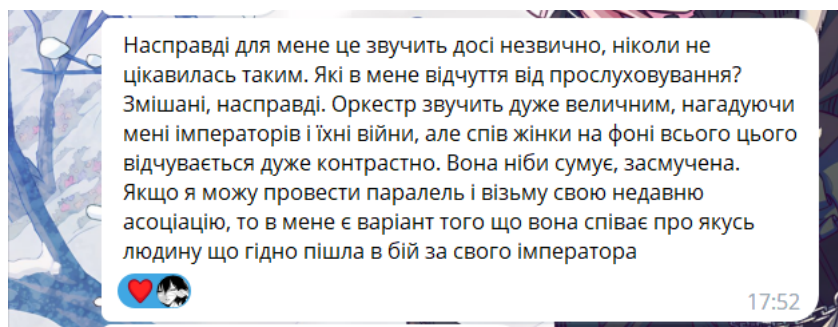 Насправді для мене це звучить досі незвично, ніколи не
цікавилась таким. Які в мене відчуття від прослуховування?
Змішані, насправді. Оркестр звучить дуже величним, нагадуючи
мені імператорів і їхні війни, але спів жінки на фоні всього цього
відчувається дуже контрастно. Вона ніби сумує, засмучена.
Якщо я можу провести паралель і візьму свою недавню
асоціацію, то в мене є варіант того що вона співає про якусь
людину що гідно пішла в бій за свого імператора
17:52